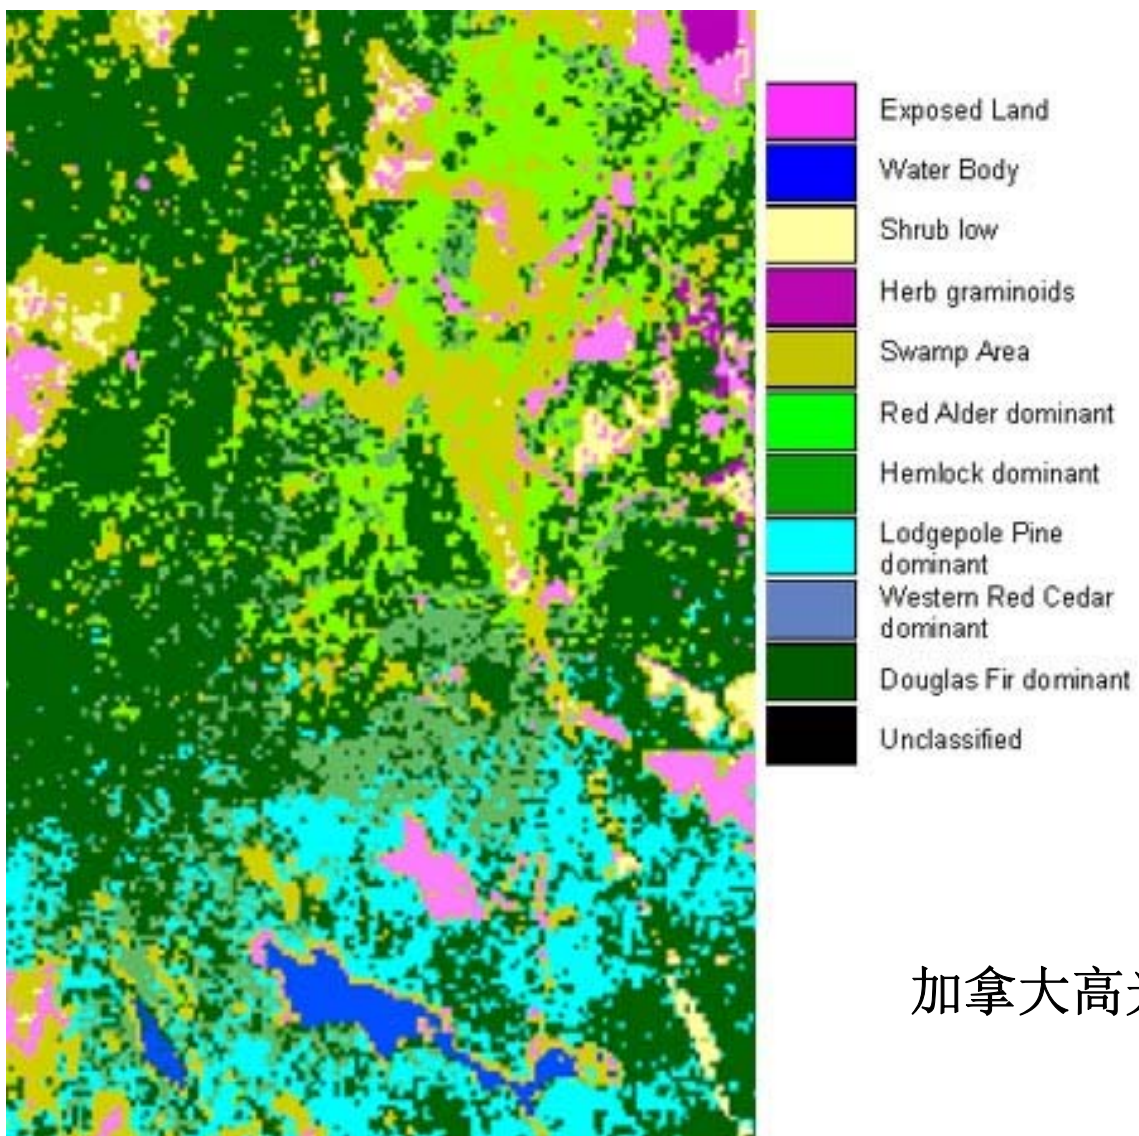 Exposed Land
Water Body
Shrub low
Herb graminoids
Swamp Area
Red Alder dominant
Hemlock dominant
Lodgepole Pine
dominant
Western Red Cedar
dominant
Douglas Fir dominant
Unclassified
加拿大高